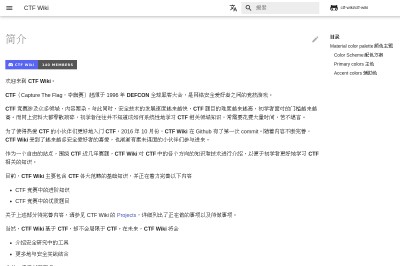 CTF Wiki
搜索
ctf-wiki/ctf-wiki
简介
目录
Material color palette 颜色主题
Color Scheme 配色方案
Primary colors 主色
Accent colors 辅助色
CTF WIKI 140 MEMBERS
欢迎来到 CTF Wiki。
CTF（Capture The Flag，夺旗赛）起源于 1996 年 DEFCON 全球黑客大会，是网络安全爱好者之间的竞技游戏。
CTF 竞赛涉及众多领域，内容繁杂。与此同时，安全技术的发展速度越来越快，CTF 题目的难度越来越高，初学者面对的门槛越来越
高。而网上资料大都零散琐碎，初学者往往并不知道该如何系统性地学习 CTF 相关领域知识，常需要花费大量时间，苦不堪言。
为了使得热爱 CTF 的小伙伴们更好地入门 CTF，2016 年 10 月份，CTF Wiki 在 Github 有了第一次 commit。随着内容不断完善，
CTF Wiki 受到了越来越多安全爱好者的喜爱，也渐渐有素未谋面的小伙伴们参与进来。
作为一个自由的站点，围绕 CTF 近几年赛题，CTF Wiki 对 CTF 中的各个方向的知识和技术进行介绍，以便于初学者更好地学习 CTF
相关的知识。
目前，CTF Wiki 主要包含 CTF 各大范畴的基础知识，并正在着力完善以下内容
CTF 竞赛中的进阶知识
CTF 竞赛中的优质题目
关于上述部分待完善内容，请参见 CTF Wiki 的 Projects，详细列出了正在做的事项以及待做事项。
当然，CTF Wiki 基于 CTF，却不会局限于 CTF，在未来，CTF Wiki 将会
介绍安全研究中的工具
更多地与安全实战结合